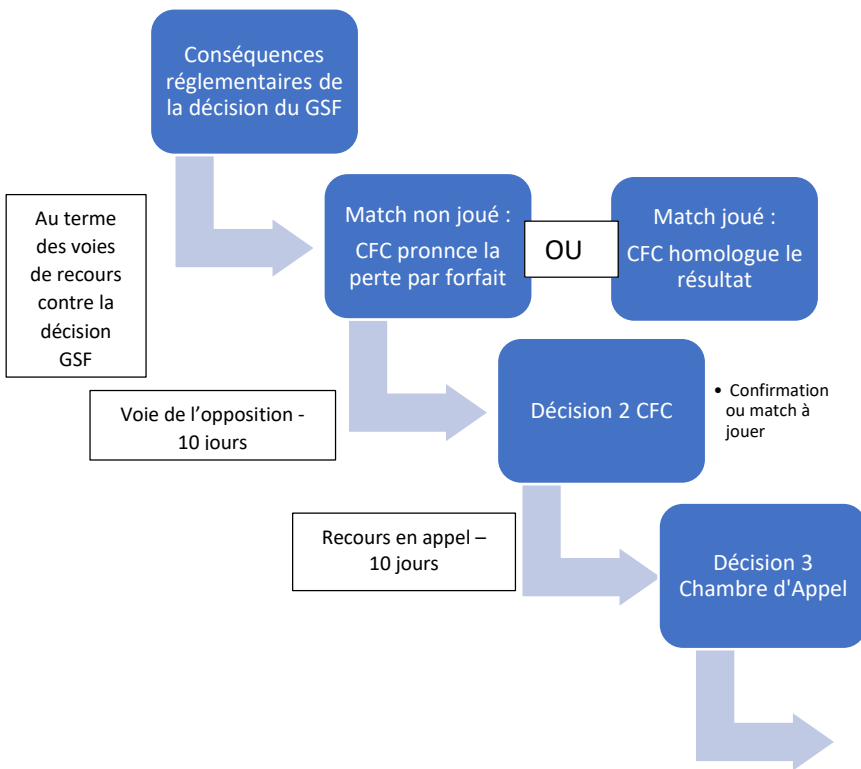 Conséquences
réglementaires de
la décision du GSF
Au terme
des voies
de recours
contre la
décision
GSF
Match non joué :
CFC pronnce la
perte par forfait
OU
Match joué :
CFC homologue le
résultat
Voie de l'opposition -
10 jours
Décision 2 CFC
• Confirmation
ou match à
jouer
Recours en appel –
10 jours
Décision 3
Chambre d'Appel